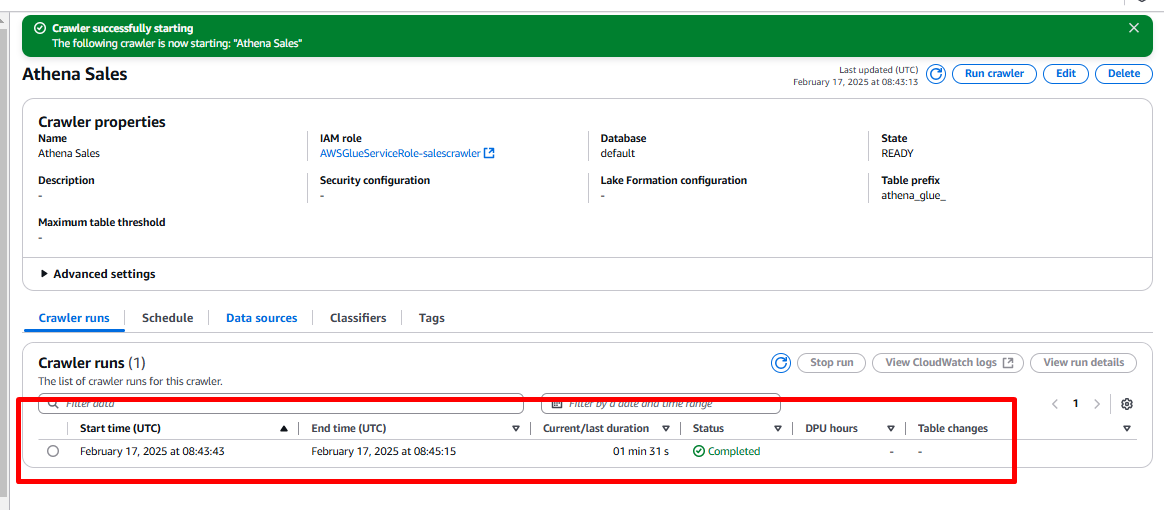 Crawler successfully starting
The following crawler is now starting: "Athena Sales"
Athena Sales
Last updated (UTC)
February 17, 2025 at 08:43:13
Run crawler
Edit
Delete
Crawler properties
Name
Athena Sales
IAM role
AWSGlueServiceRole-salescrawler
Database
default
State
READY
Description
-
Security configuration
-
Lake Formation configuration
-
Table prefix
athena_glue_
Maximum table threshold
-
Advanced settings
Crawler runs
Schedule
Data sources
Classifiers
Tags
Crawler runs (1)
The list of crawler runs for this crawler.
Stop run
View CloudWatch logs
View run details
Filter data
Filter by a date and time range
1
Start time (UTC) End time (UTC) Current/last duration Status DPU hours Table changes
February 17, 2025 at 08:43:43 February 17, 2025 at 08:45:15 01 min 31 s Completed - -